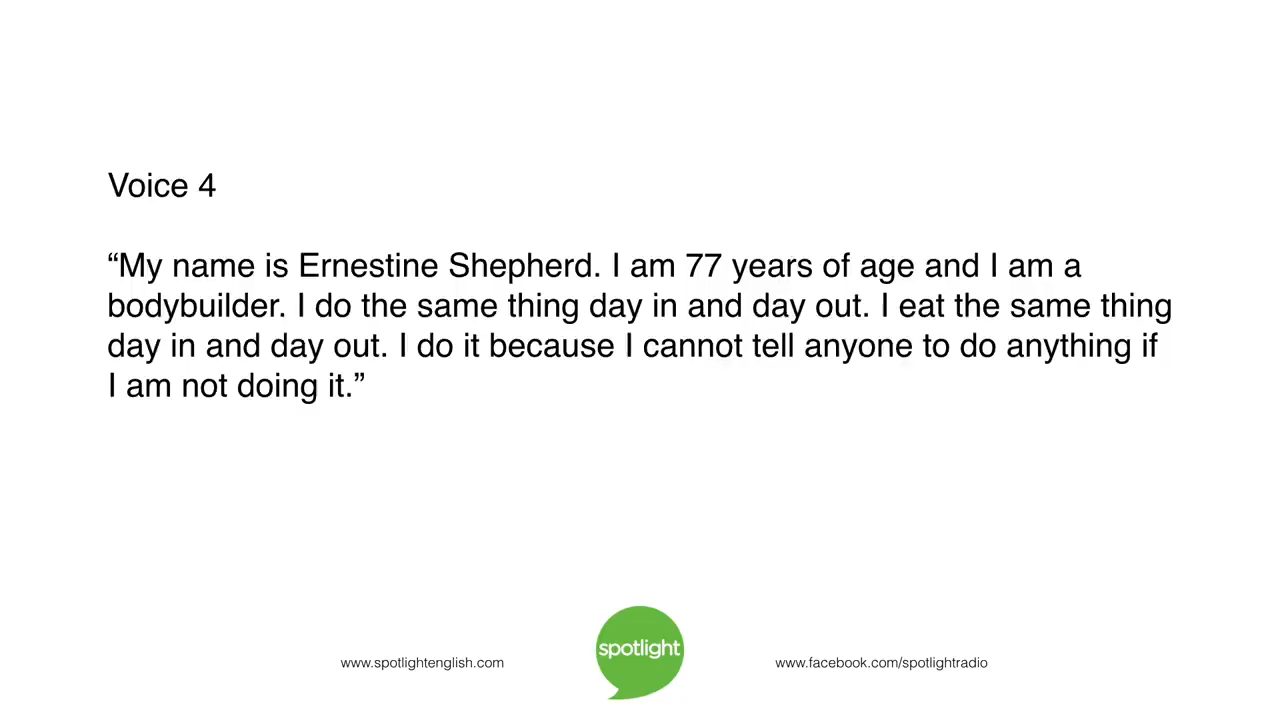 Voice 4
“My name is Ernestine Shepherd. I am 77 years of age and I am a
bodybuilder. I do the same thing day in and day out. I eat the same thing
day in and day out. I do it because I cannot tell anyone to do anything if
I am not doing it.”
spotlight
www.spotlightenglish.com
www.facebook.com/spotlightradio